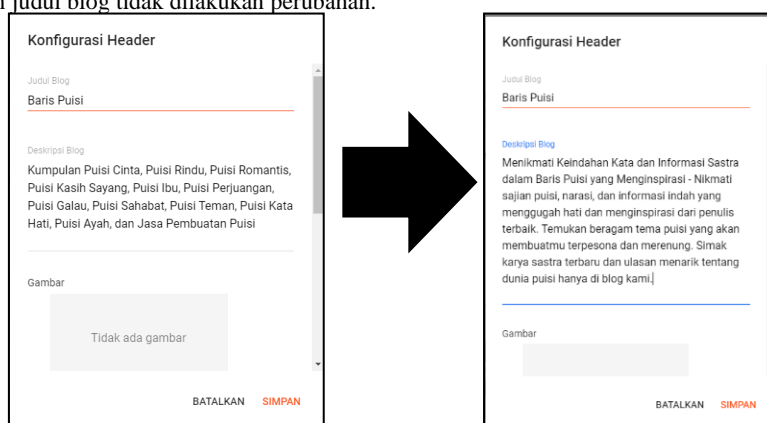 judul blog tidak dilakukan perubahan.
Konfigurasi Header
Judul Blog
Baris Puisi
Deskripsi Blog
Kumpulan Puisi Cinta, Puisi Rindu, Puisi Romantis,
Puisi Kasih Sayang, Puisi Ibu, Puisi Perjuangan,
Puisi Galau, Puisi Sahabat, Puisi Teman, Puisi Kata
Hati, Puisi Ayah, dan Jasa Pembuatan Puisi
Gambar
Tidak ada gambar
BATALKAN SIMPAN
Konfigurasi Header
Judul Blog
Baris Puisi
Deskripsi Blog
Menikmati Keindahan Kata dan Informasi Sastra
dalam Baris Puisi yang Menginspirasi - Nikmati
sajian puisi, narasi, dan informasi indah yang
menggugah hati dan menginspirasi dari penulis
terbaik. Temukan beragam tema puisi yang akan
membuatmu terpesona dan merenung. Simak
karya sastra terbaru dan ulasan menarik tentang
dunia puisi hanya di blog kami.
Gambar
BATALKAN SIMPAN